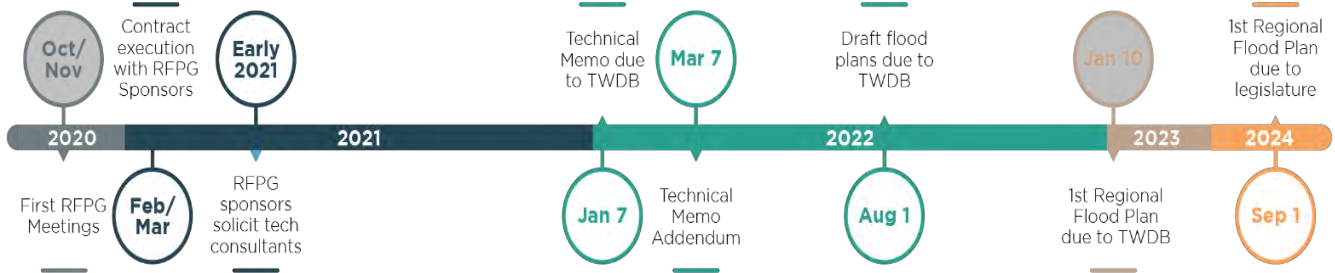 Oct/
Nov
Contract
execution
with RFPG
Sponsors
Early
2021
Technical
Memo due
to TWDB
Mar 7
Draft flood
plans due to
TWDB
Jan 10
1st Regional
Flood Plan
due to
legislature
2020
2021
2022
2023
2024
First RFPG
Meetings
Feb/
Mar
RFPG
sponsors
solicit tech
consultants
Jan 7
Technical
Memo
Addendum
Aug 1
1st Regional
Flood Plan
due to TWDB
Sep 1